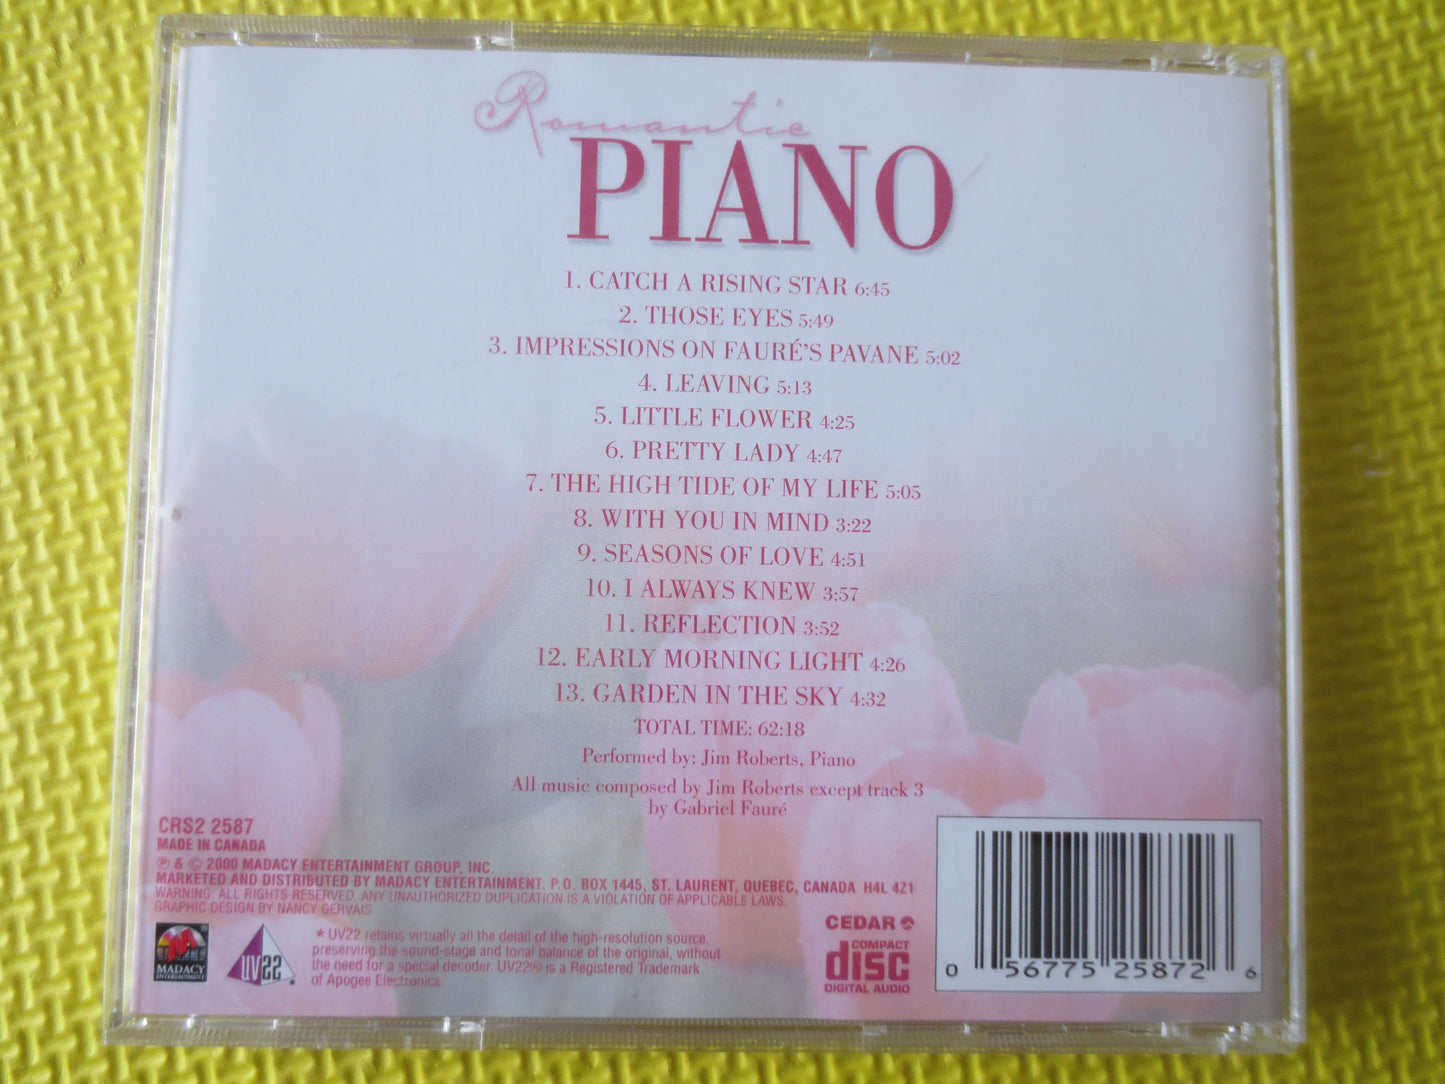 Romantic
PIANO
1. CATCH A RISING STAR 6:45
2. THOSE EYES 5:49
3. IMPRESSIONS ON FAURÉ'S PAVANE 5:02
4. LEAVING 5:13
5. LITTLE FLOWER 4:25
6. PRETTY LADY 4:47
7. THE HIGH TIDE OF MY LIFE 5:05
8. WITH YOU IN MIND 3:22
9. SEASONS OF LOVE 4:51
10. I ALWAYS KNEW 3:57
11. REFLECTION 3:52
12. EARLY MORNING LIGHT 4:26
13. GARDEN IN THE SKY 4:32
TOTAL TIME: 62:18
Performed by: Jim Roberts, Piano
All music composed by Jim Roberts except track 3
by Gabriel Fauré
CRS2 2587
MADE IN CANADA
℗ & © 2000 MADACY ENTERTAINMENT GROUP, INC.
MARKETED AND DISTRIBUTED BY MADACY ENTERTAINMENT. P.O. BOX 1445, ST. LAURENT, QUEBEC, CANADA H4L 4Z1
WARNING: ALL RIGHTS RESERVED. ANY UNAUTHORIZED DUPLICATION IS A VIOLATION OF APPLICABLE LAWS.
GRAPHIC DESIGN BY NANCY GERVAIS
MADACY
ENTERTAINMENT
UV22 *
* UV22 retains virtually all the detail of the high-resolution source,
preserving the sound-stage and tonal balance of the original, without
the need for a special decoder. UV22® is a Registered Trademark
of Apogee Electronics.
CEDAR
COMPACT
disc
DIGITAL AUDIO
0 56775 25872 6